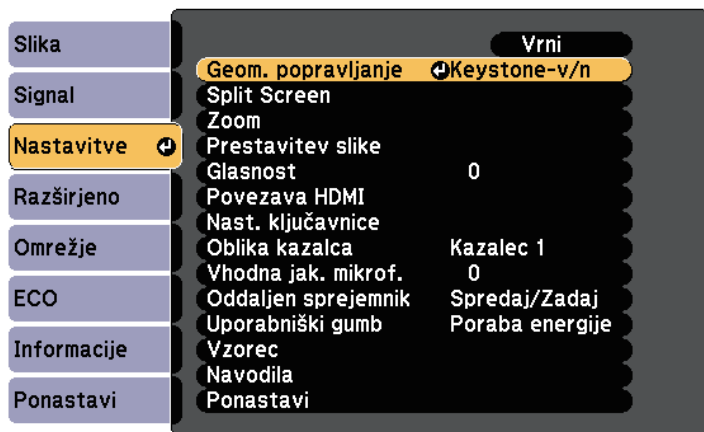 Slika
Signal
Nastavitve
Razširjeno
Omrežje
ECO
Informacije
Ponastavi
Vrni
Geom. popravljanje Keystone-v/n
Split Screen
Zoom
Prestavitev slike
Glasnost 0
Povezava HDMI
Nast. ključavnice
Oblika kazalca Kazalec 1
Vhodna jak. mikrof. 0
Oddaljen sprejemnik Spredaj/Zadaj
Uporabniški gumb Poraba energije
Vzorec
Navodila
Ponastavi